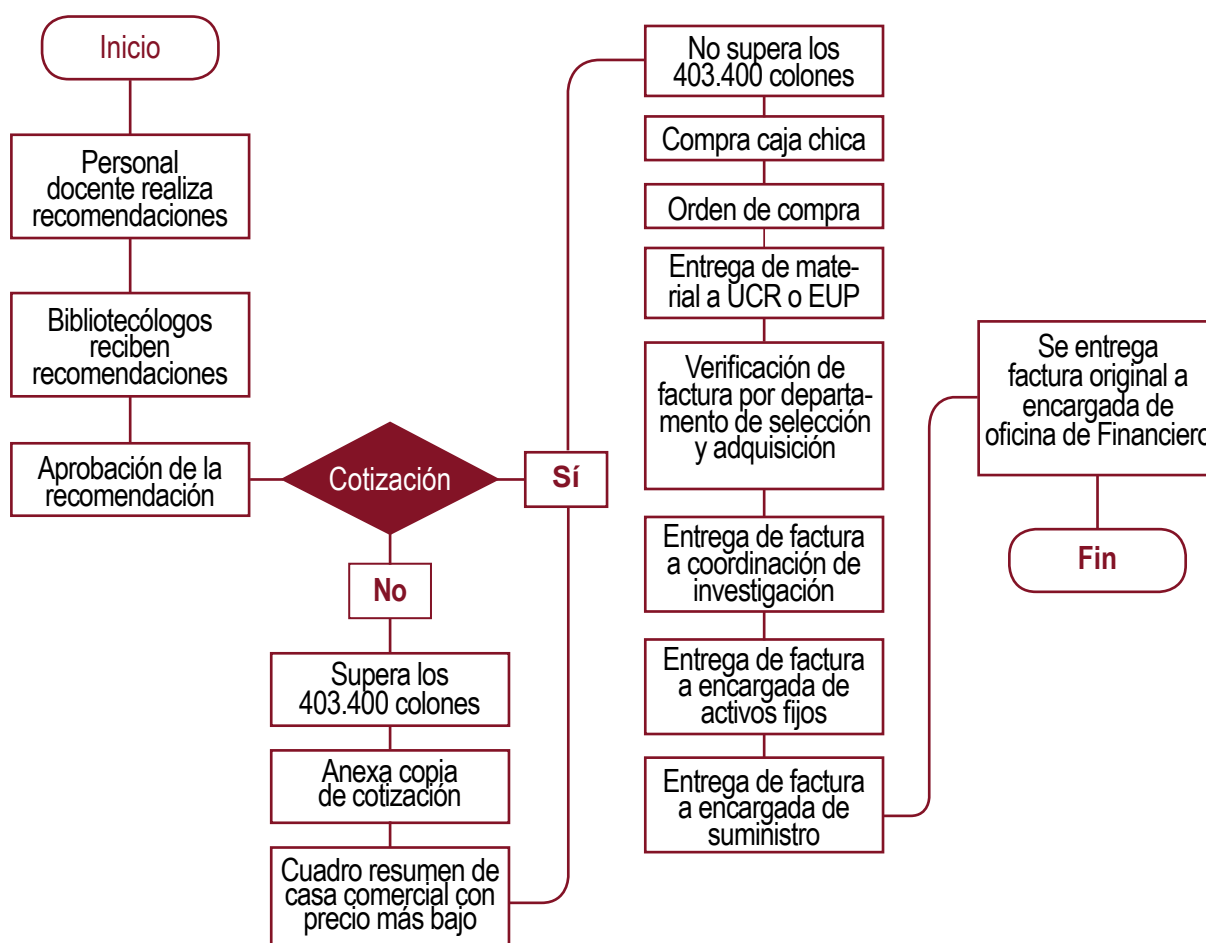 Inicio
Personal
docente realiza
recomendaciones
Bibliotecólogos
reciben
recomendaciones
Aprobación de la
recomendación
Cotización
Sí
No
Supera los
403.400 colones
Anexa copia
de cotización
Cuadro resumen de
casa comercial con
precio más bajo
No supera los
403.400 colones
Compra caja chica
Orden de compra
Entrega de mate-
rial a UCR o EUP
Verificación de
factura por departa-
mento de selección
y adquisición
Entrega de factura
a coordinación de
investigación
Entrega de factura
a encargada de
activos fijos
Entrega de factura
a encargada de
suministro
Se entrega
factura original a
encargada de
oficina de Financiero
Fin